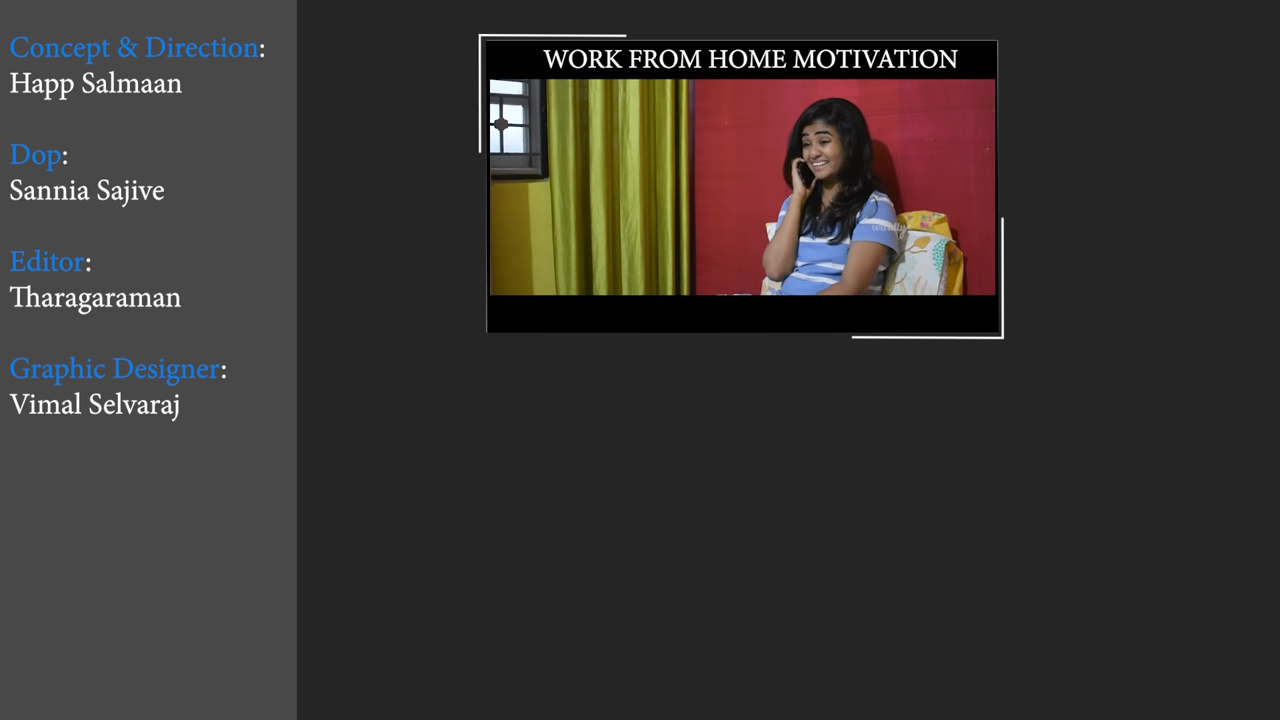 Concept & Direction:
Happ Salmaan
Dop:
Sannia Sajive
Editor:
Tharagaraman
Graphic Designer:
Vimal Selvaraj
WORK FROM HOME MOTIVATION